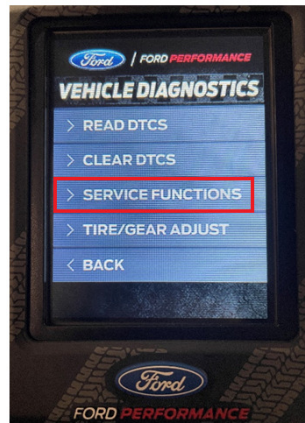 Ford / FORD PERFORMANCE
VEHICLE DIAGNOSTICS
> READ DTCS
> CLEAR DTCS
> SERVICE FUNCTIONS
> TIRE/GEAR ADJUST
< BACK
Ford
FORD PERFORMANCE